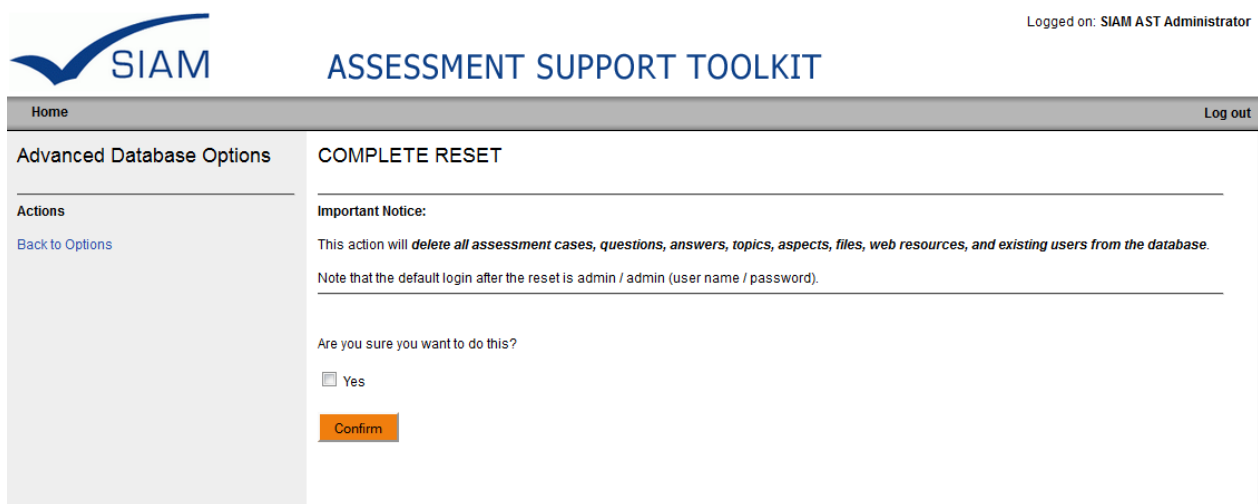 Logged on: SIAM AST Administrator
SIAM
ASSESSMENT SUPPORT TOOLKIT
Home
Log out
Advanced Database Options
Actions
Back to Options
COMPLETE RESET
Important Notice:
This action will delete all assessment cases, questions, answers, topics, aspects, files, web resources, and existing users from the database.
Note that the default login after the reset is admin / admin (user name / password).
Are you sure you want to do this?
Yes
Confirm